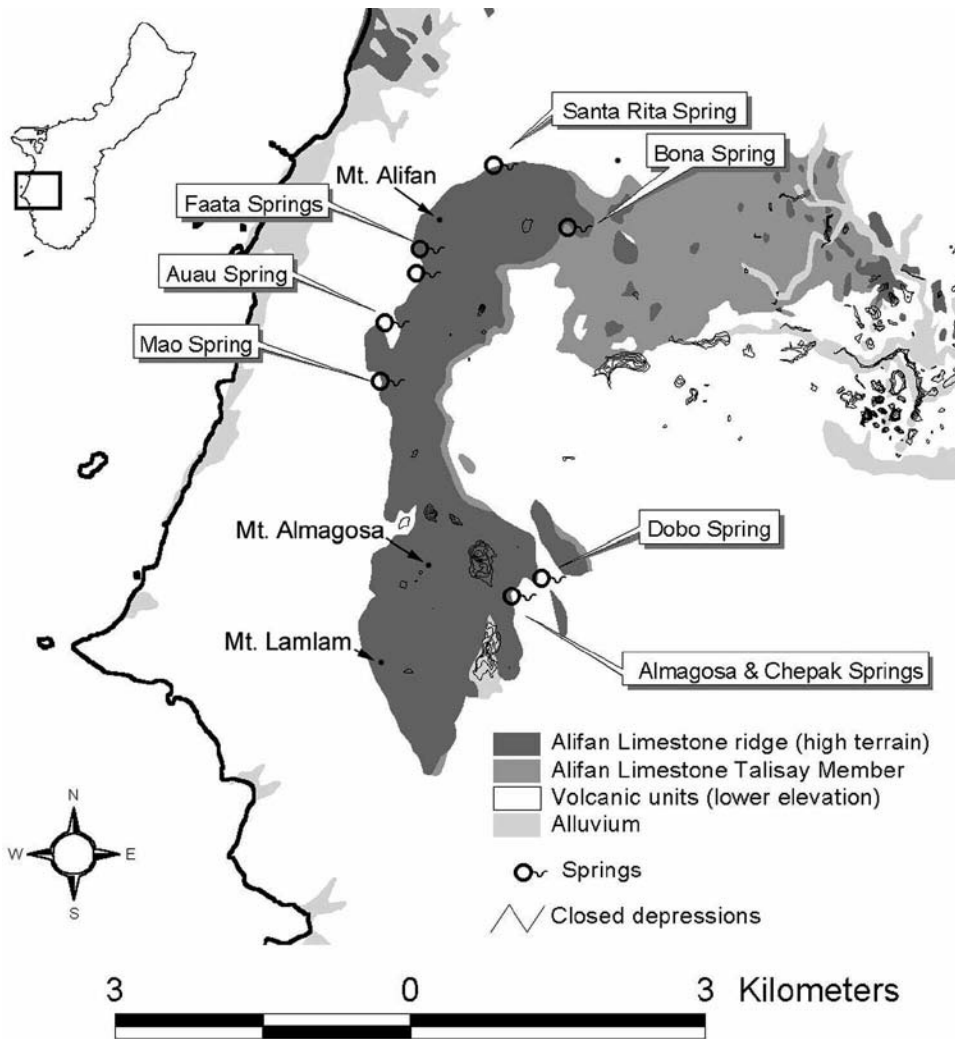 Santa Rita Spring
Bona Spring
Mt. Alifan
Faata Springs
Auau Spring
Mao Spring
Mt. Almagosa
Dobo Spring
Mt. Lamlam
Almagosa & Chepak Springs
Alifan Limestone ridge (high terrain)
Alifan Limestone Talisay Member
Volcanic units (lower elevation)
Alluvium
Springs
Closed depressions
N
W E
S
3 0 3 Kilometers